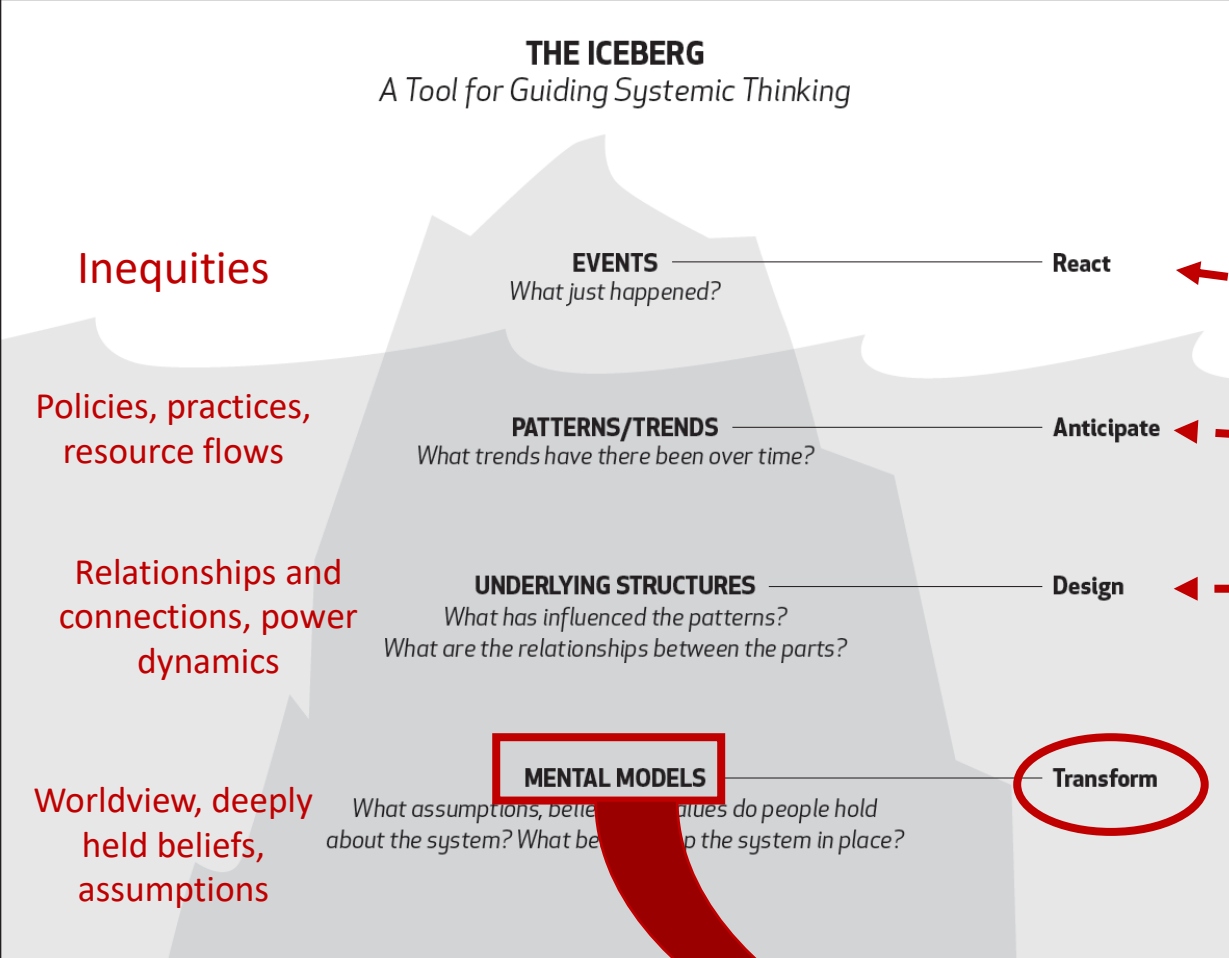 THE ICEBERG
A Tool for Guiding Systemic Thinking
Inequities
EVENTS
React
What just happened?
Policies, practices,
resource flows
PATTERNS/TRENDS
Anticipate
What trends have there been over time?
Relationships and
connections, power
dynamics
UNDERLYING STRUCTURES
Design
What has influenced the patterns?
What are the relationships between the parts?
Worldview, deeply
held beliefs,
assumptions
MENTAL MODELS
Transform
What assumptions, do people hold
about the system? What the system in place?